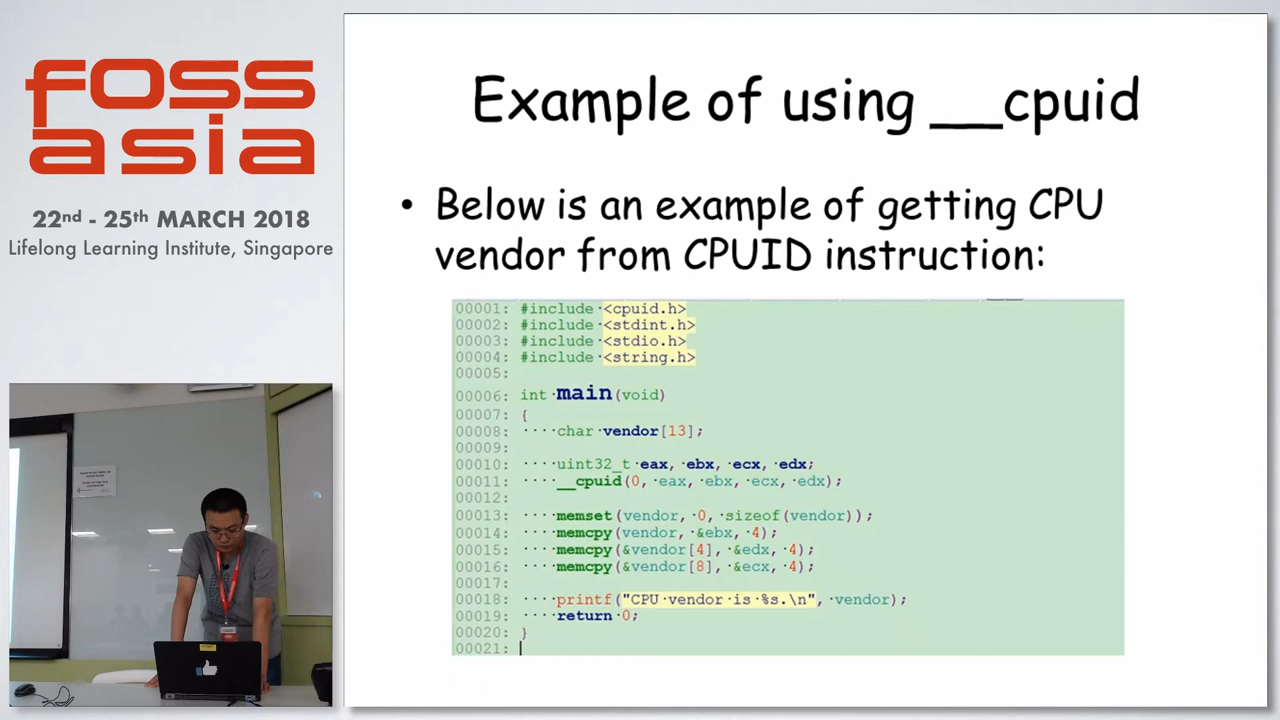 foss
asia
22nd - 25th MARCH 2018
Lifelong Learning Institute, Singapore
Example of using __cpuid
• Below is an example of getting CPU
vendor from CPUID instruction:
00001: #include <cpuid.h>
00002: #include <stdint.h>
00003: #include <stdio.h>
00004: #include <string.h>
00005:
00006: int main(void)
00007: {
00008: ····char vendor[13];
00009:
00010: ····uint32_t eax, ebx, ecx, edx;
00011: ····__cpuid(0, eax, ebx, ecx, edx);
00012:
00013: ····memset(vendor, 0, sizeof(vendor));
00014: ····memcpy(vendor, &ebx, 4);
00015: ····memcpy(&vendor[4], &edx, 4);
00016: ····memcpy(&vendor[8], &ecx, 4);
00017:
00018: ····printf("CPU vendor is %s.\n", vendor);
00019: ····return 0;
00020: }
00021: